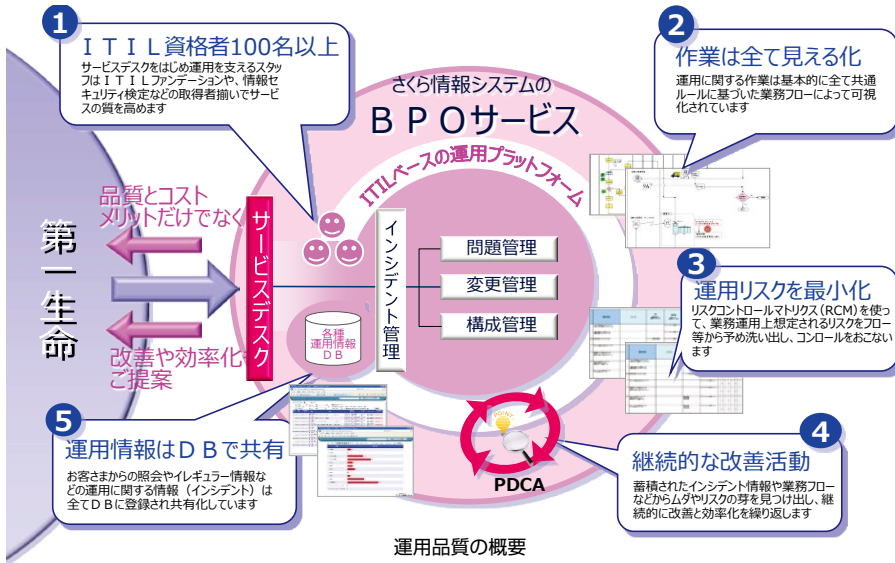 1
ＩＴＩＬ資格者100名以上
サービスデスクをはじめ運用を支えるスタッ
フはＩＴＩＬファンデーションや、情報セ
キュリティ検定などの取得者揃いでサービ
スの質を高めます
2
作業は全て見える化
運用に関する作業は基本的に全て共通
ルールに基づいた業務フローによって可視
化されています
さくら情報システムの
ＢＰＯサービス
ITILベースの運用プラットフォーム
品質とコスト
メリットだけでなく
第一生命
改善や効率化
ご提案
サービスデスク
インシデント管理
問題管理
変更管理
構成管理
各種
運用情報
ＤＢ
3
運用リスクを最小化
リスクコントロールマトリクス（RCM）を使っ
て、業務運用上想定されるリスクをフロー
等から予め洗い出し、コンロールをおこない
ます
5
運用情報はＤＢで共有
お客さまからの照会やイレギュラー情報な
どの運用に関する情報（インシデント）は
全てＤＢに登録され共有化しています
POINT
PDCA
4
継続的な改善活動
蓄積されたインシデント情報や業務フロー
などからムダやリスクの芽を見つけ出し、継
続的に改善と効率化を繰り返します
運用品質の概要